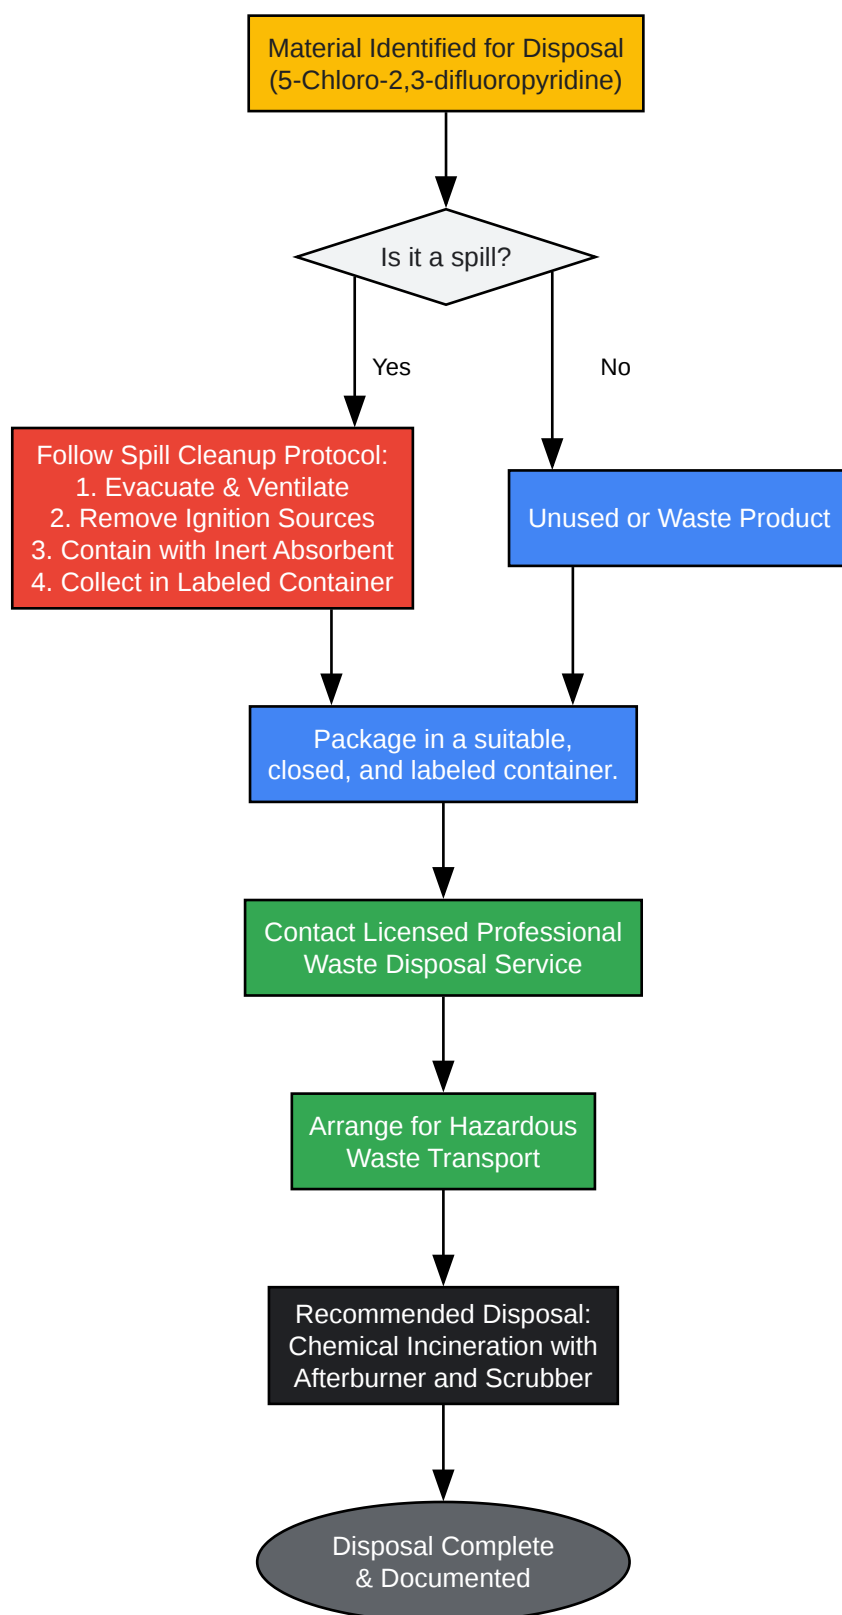 Material Identified for Disposal
(5-Chloro-2,3-difluoropyridine)
Is it a spill?
Yes
No
Follow Spill Cleanup Protocol:
1. Evacuate & Ventilate
2. Remove Ignition Sources
3. Contain with Inert Absorbent
4. Collect in Labeled Container
Unused or Waste Product
Package in a suitable,
closed, and labeled container.
Contact Licensed Professional
Waste Disposal Service
Arrange for Hazardous
Waste Transport
Recommended Disposal:
Chemical Incineration with
Afterburner and Scrubber
Disposal Complete
& Documented